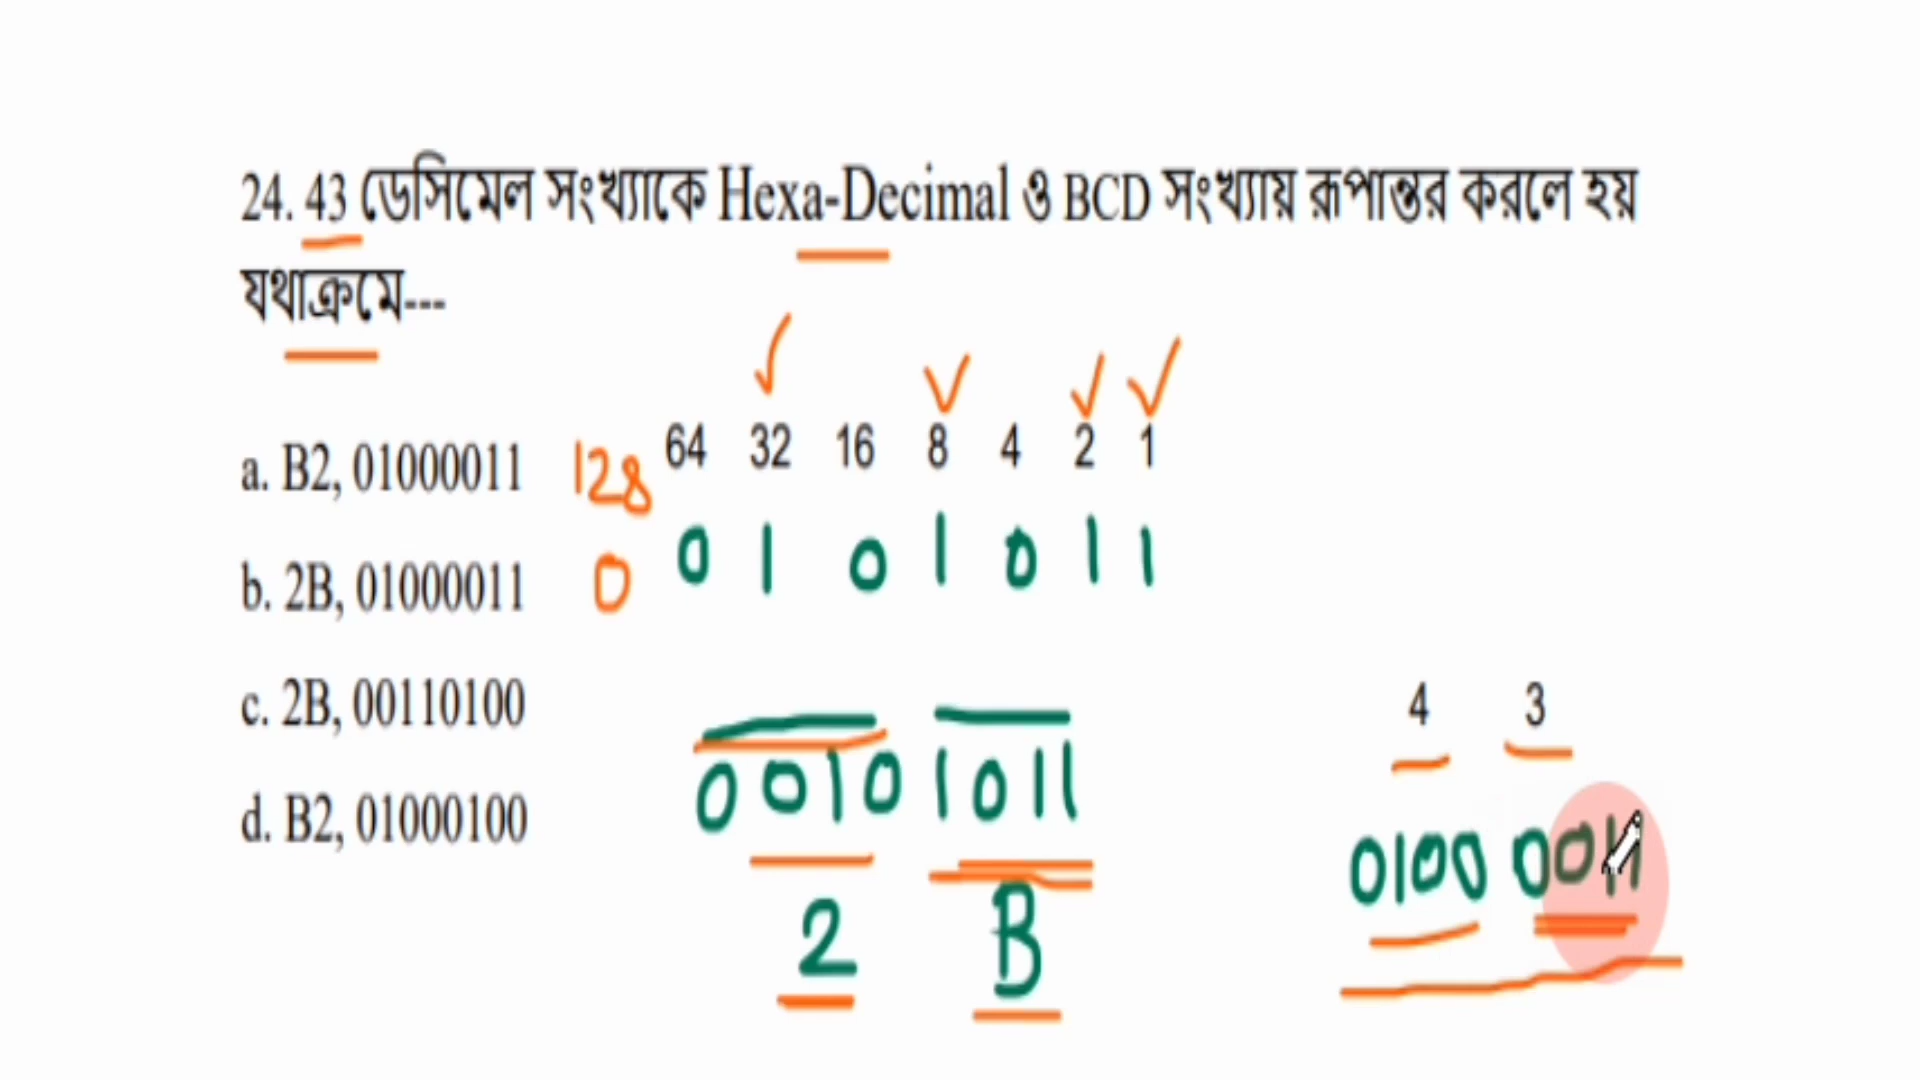 24. 43 ডেসিমেল সংখ্যাকে Hexa-Decimal ও BCD সংখ্যায় রূপান্তর করলে হয়
যথাক্রমে---
a. B2, 01000011
b. 2B, 01000011
c. 2B, 00110100
d. B2, 01000100
128 64 32 16 8 4 2 1
0 0 1 0 1 0 1 1
0010 1011
2 B
4 3
0100 0011